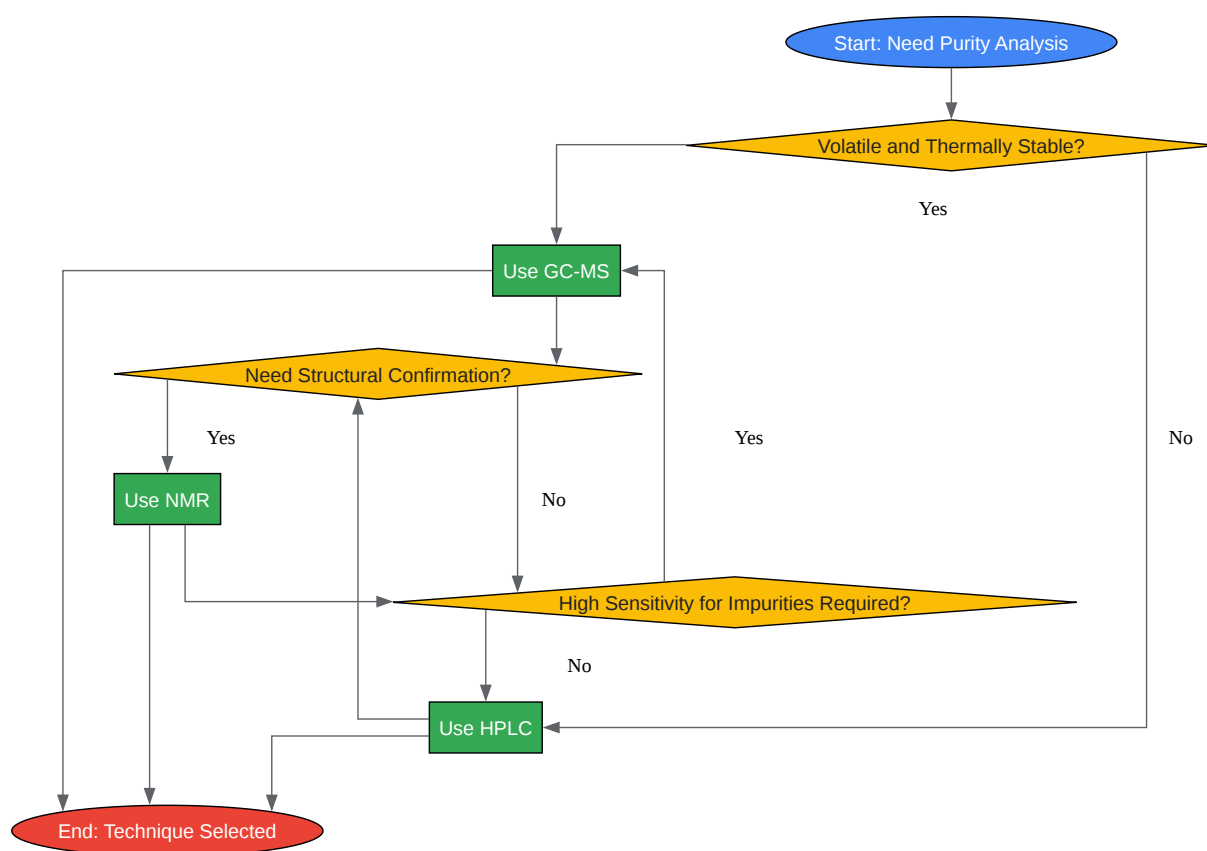 Start: Need Purity Analysis
Volatile and Thermally Stable?
Yes
Use GC-MS
Need Structural Confirmation?
Yes
Yes
No
Use NMR
No
High Sensitivity for Impurities Required?
No
Use HPLC
End: Technique Selected